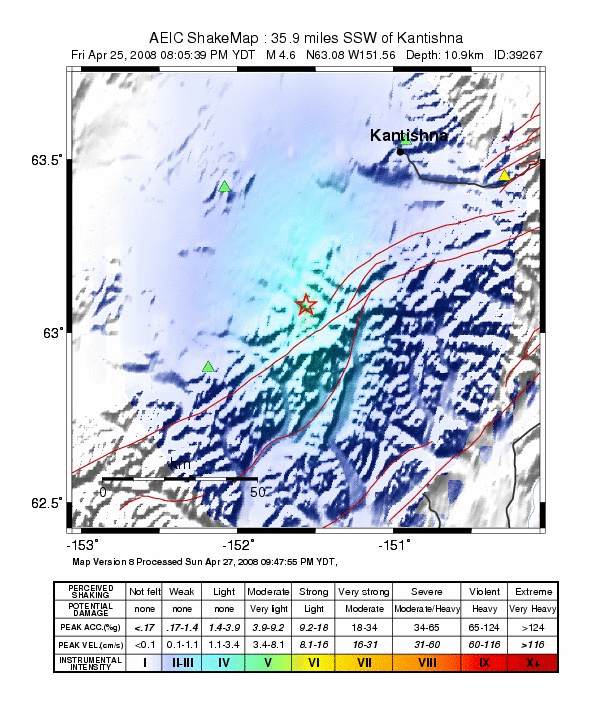 AEIC ShakeMap : 35.9 miles SSW of Kantishna
Fri Apr 25, 2008 08:05:39 PM YDT M 4.6 N63.08 W151.56 Depth: 10.9km ID:39267
Kantishna
63.5°
63°
62.5°
km
0 50
-153° -152° -151°
Map Version 8 Processed Sun Apr 27, 2008 09:47:55 PM YDT,
PERCEIVED SHAKING Not felt Weak Light Moderate Strong Very strong Severe Violent Extreme
POTENTIAL DAMAGE none none none Very light Light Moderate Moderate/Heavy Heavy Very Heavy
PEAK ACC.(%g) <.17 .17-1.4 1.4-3.9 3.9-9.2 9.2-18 18-34 34-65 65-124 >124
PEAK VEL.(cm/s) <0.1 0.1-1.1 1.1-3.4 3.4-8.1 8.1-16 16-31 31-60 60-116 >116
INSTRUMENTAL INTENSITY I II-III IV V VI VII VIII IX X+